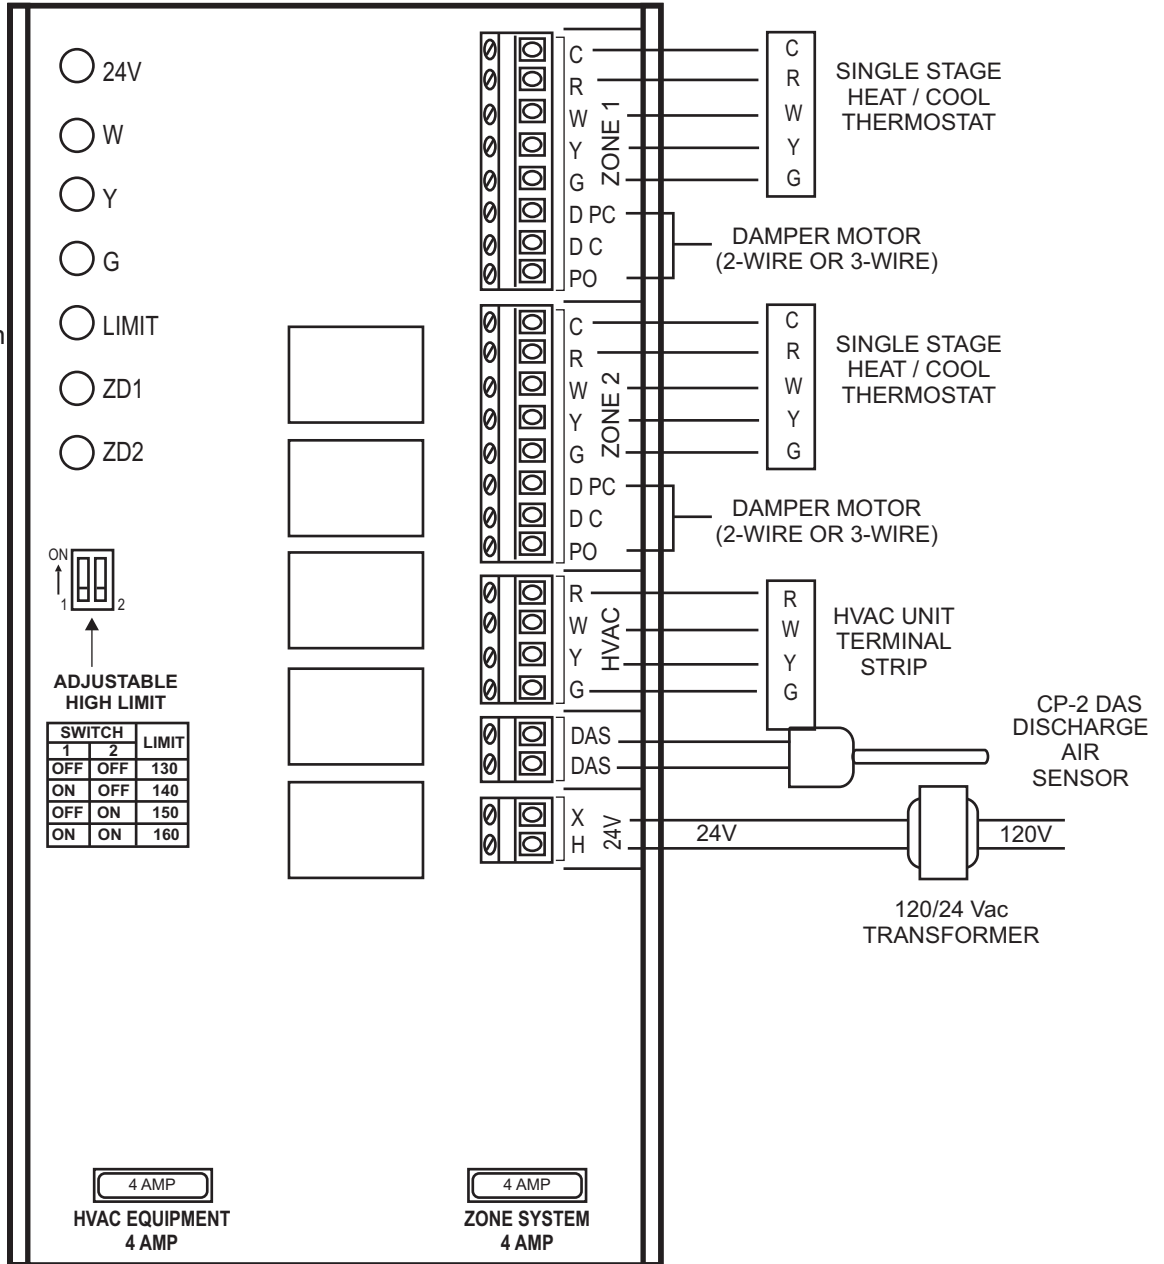 24V
W
Y
G
LIMIT
n
ZD1
ZD2
ON
1
2
ADJUSTABLE
HIGH LIMIT
SWITCH LIMIT
1 2
OFF OFF 130
ON OFF 140
OFF ON 150
ON ON 160
4 AMP
HVAC EQUIPMENT
4 AMP
4 AMP
ZONE SYSTEM
4 AMP
C
R
W
Y
G
D PC
D C
PO
ZONE 1
C
R
W
Y
G
SINGLE STAGE
HEAT / COOL
THERMOSTAT
DAMPER MOTOR
(2-WIRE OR 3-WIRE)
C
R
W
Y
G
D PC
D C
PO
ZONE 2
C
R
W
Y
G
SINGLE STAGE
HEAT / COOL
THERMOSTAT
DAMPER MOTOR
(2-WIRE OR 3-WIRE)
R
W
Y
G
HVAC
R
W
Y
G
HVAC UNIT
TERMINAL
STRIP
DAS
DAS
CP-2 DAS
DISCHARGE
AIR
SENSOR
X
H
24V
24V
120V
120/24 Vac
TRANSFORMER